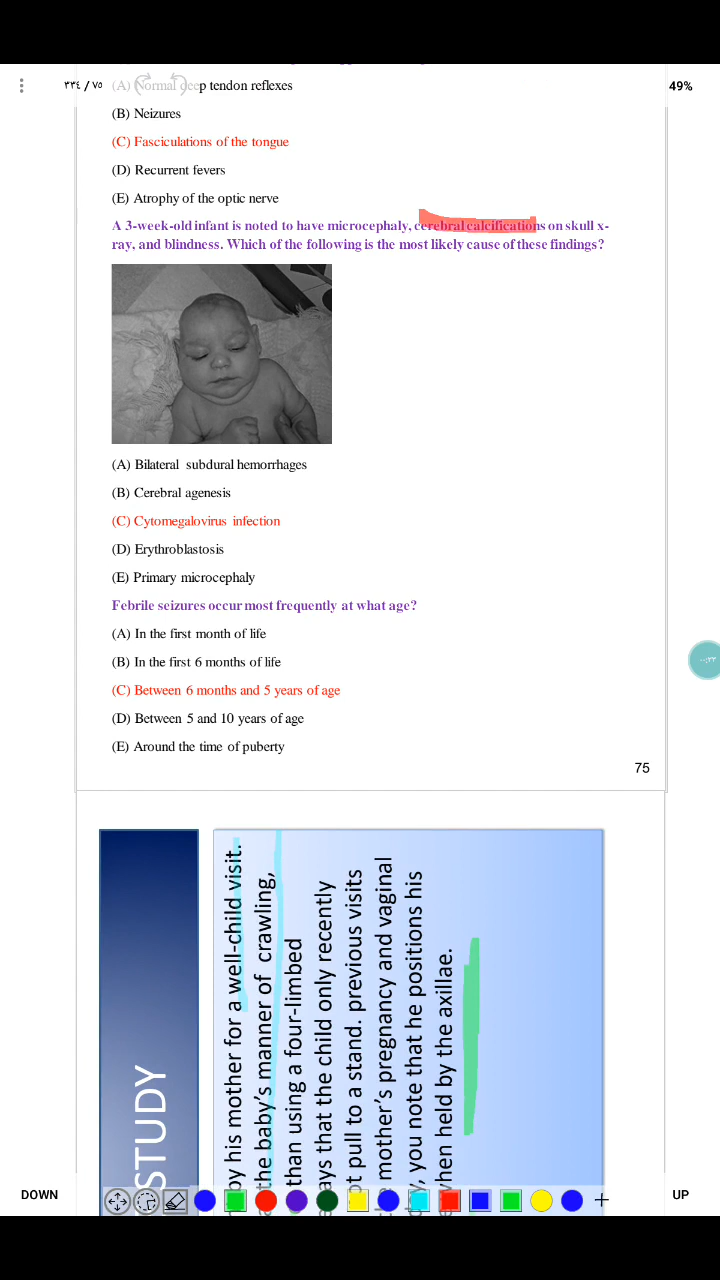 ٣٣٤ / ٧٥
49%
(A) Normal deep tendon reflexes
(B) Neizures
(C) Fasciculations of the tongue
(D) Recurrent fevers
(E) Atrophy of the optic nerve
A 3-week-old infant is noted to have microcephaly, cerebral calcifications on skull x-
ray, and blindness. Which of the following is the most likely cause of these findings?
(A) Bilateral subdural hemorrhages
(B) Cerebral agenesis
(C) Cytomegalovirus infection
(D) Erythroblastosis
(E) Primary microcephaly
Febrile seizures occur most frequently at what age?
(A) In the first month of life
(B) In the first 6 months of life
(C) Between 6 months and 5 years of age
(D) Between 5 and 10 years of age
(E) Around the time of puberty
٠٠:٢٢
75
STUDY
by his mother for a well-child visit.
the baby's manner of crawling,
than using a four-limbed
that the child only recently
pull to a stand. previous visits
mother's pregnancy and vaginal
you note that he positions his
when held by the axillae.
DOWN
UP